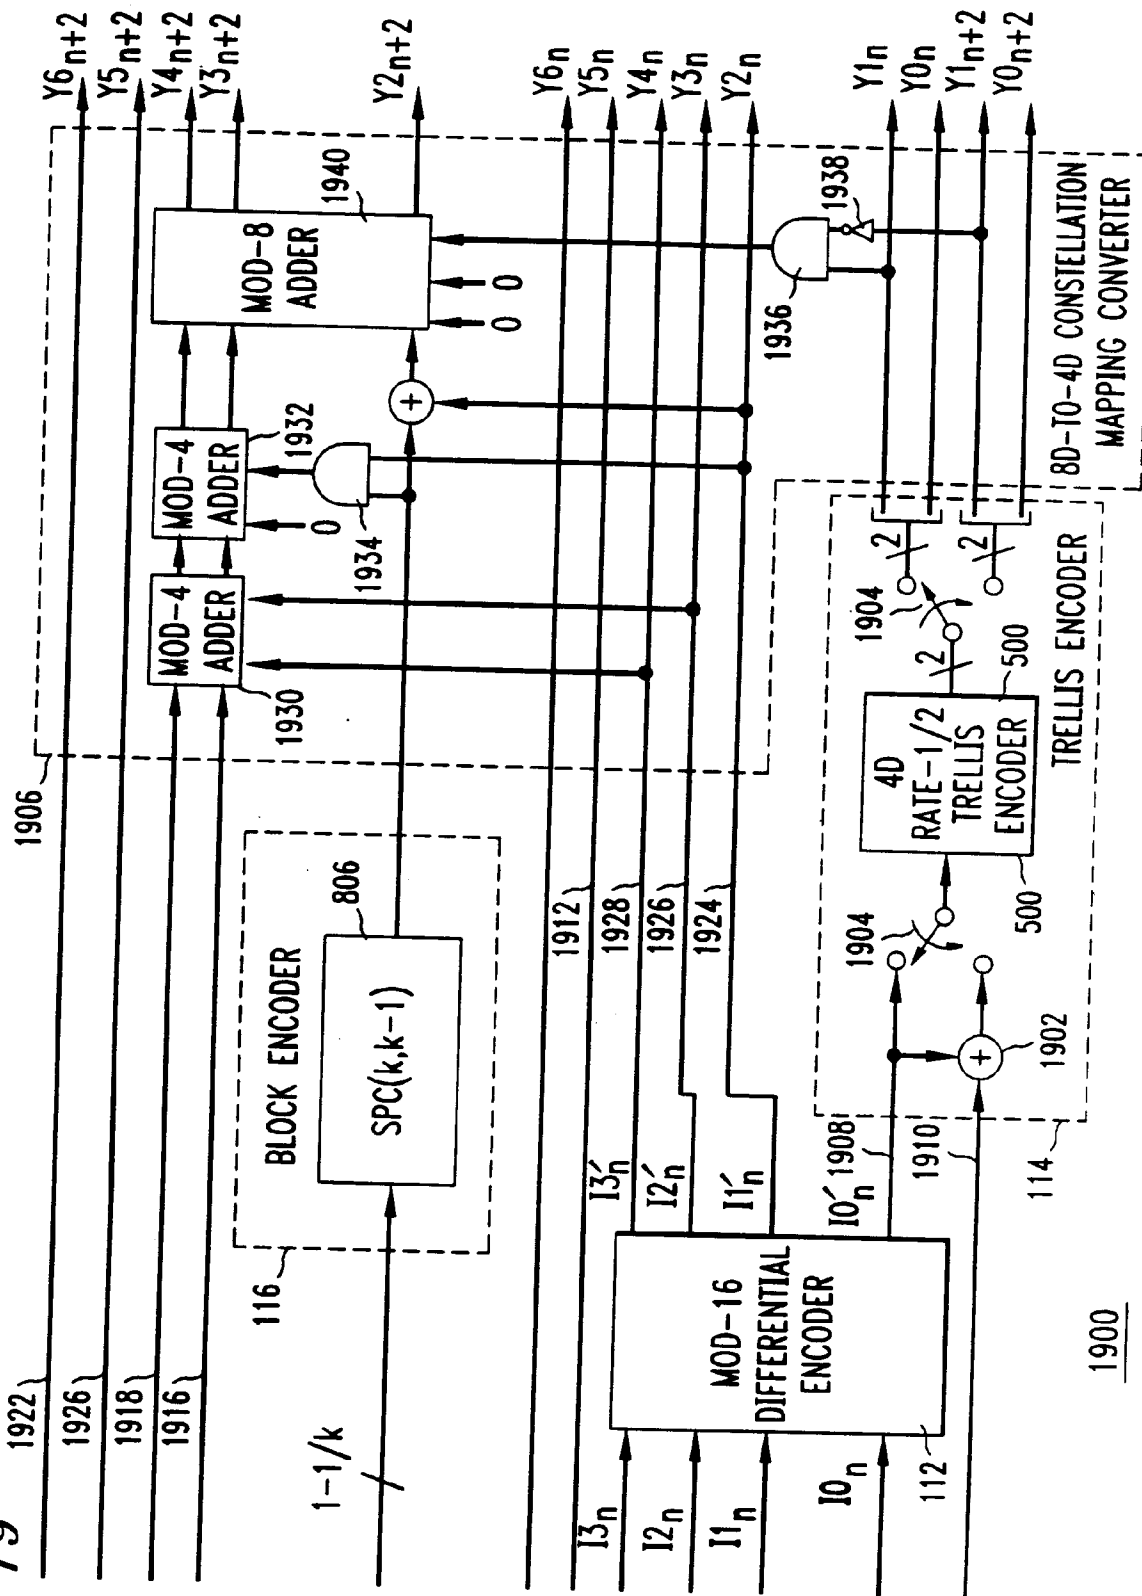 19
1922
1926
1918
1916
1-1/k
I3n
I2n
I1n
I0n
MOD-16
DIFFERENTIAL
ENCODER
112
I3'n
I2'n
I1'n
I0'n
1908
1910
114
116
BLOCK ENCODER
SPC(k,k-1)
806
1912
1928
1926
1924
1906
MOD-4
ADDER
1930
MOD-4
ADDER
1932
0
1934
+
MOD-8
ADDER
1940
0
0
1936
1938
8D-TO-4D CONSTELLATION
MAPPING CONVERTER
1902
+
1904
4D
RATE-1/2
TRELLIS
ENCODER
500
500
2
1904
2
2
TRELLIS ENCODER
Y6n+2
Y5n+2
Y4n+2
Y3n+2
Y2n+2
Y6n
Y5n
Y4n
Y3n
Y2n
Y1n
Y0n
Y1n+2
Y0n+2
1900